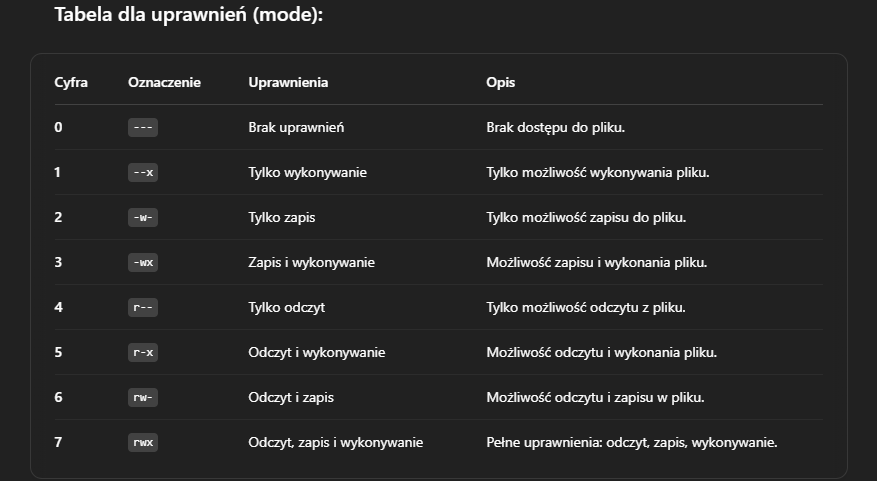 Tabela dla uprawnień (mode):
Cyfra Oznaczenie Uprawnienia Opis
0 --- Brak uprawnień Brak dostępu do pliku.
1 --x Tylko wykonywanie Tylko możliwość wykonywania pliku.
2 -w- Tylko zapis Tylko możliwość zapisu do pliku.
3 -wx Zapis i wykonywanie Możliwość zapisu i wykonania pliku.
4 r-- Tylko odczyt Tylko możliwość odczytu z pliku.
5 r-x Odczyt i wykonywanie Możliwość odczytu i wykonania pliku.
6 rw- Odczyt i zapis Możliwość odczytu i zapisu w pliku.
7 rwx Odczyt, zapis i wykonywanie Pełne uprawnienia: odczyt, zapis, wykonywanie.